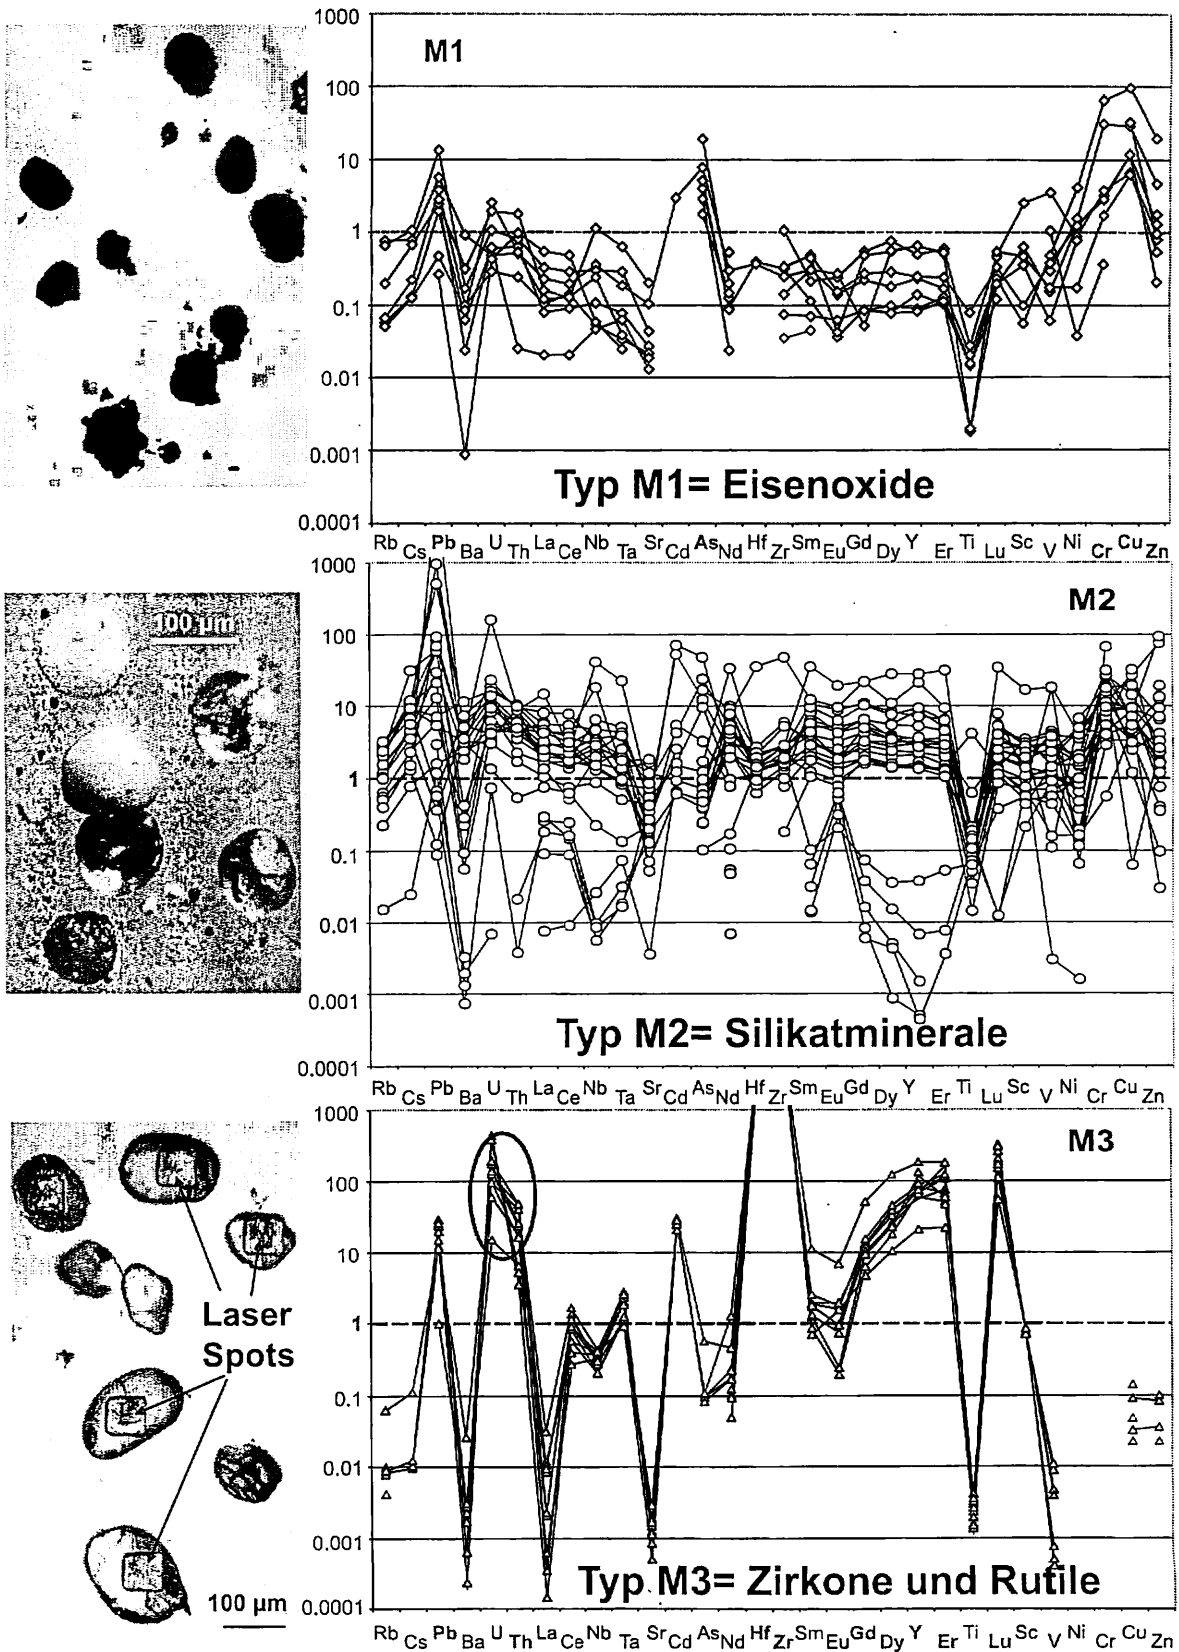 1000
M1
100
10
1
0.1
0.01
0.001
Typ M1= Eisenoxide
0.0001
Rb Cs Pb Ba U Th La Ce Nb Ta Sr Cd As Nd Hf Zr Sm Eu Gd Dy Y Er Ti Lu Sc V Ni Cr Cu Zn
1000
M2
100 µm
100
10
1
0.1
0.01
0.001
Typ M2= Silikatminerale
0.0001
Rb Cs Pb Ba U Th La Ce Nb Ta Sr Cd As Nd Hf Zr Sm Eu Gd Dy Y Er Ti Lu Sc V Ni Cr Cu Zn
1000
M3
100
10
Laser
Spots
1
0.1
0.01
0.001
Typ M3= Zirkone und Rutile
100 µm
0.0001
Rb Cs Pb Ba U Th La Ce Nb Ta Sr Cd As Nd Hf Zr Sm Eu Gd Dy Y Er Ti Lu Sc V Ni Cr Cu Zn